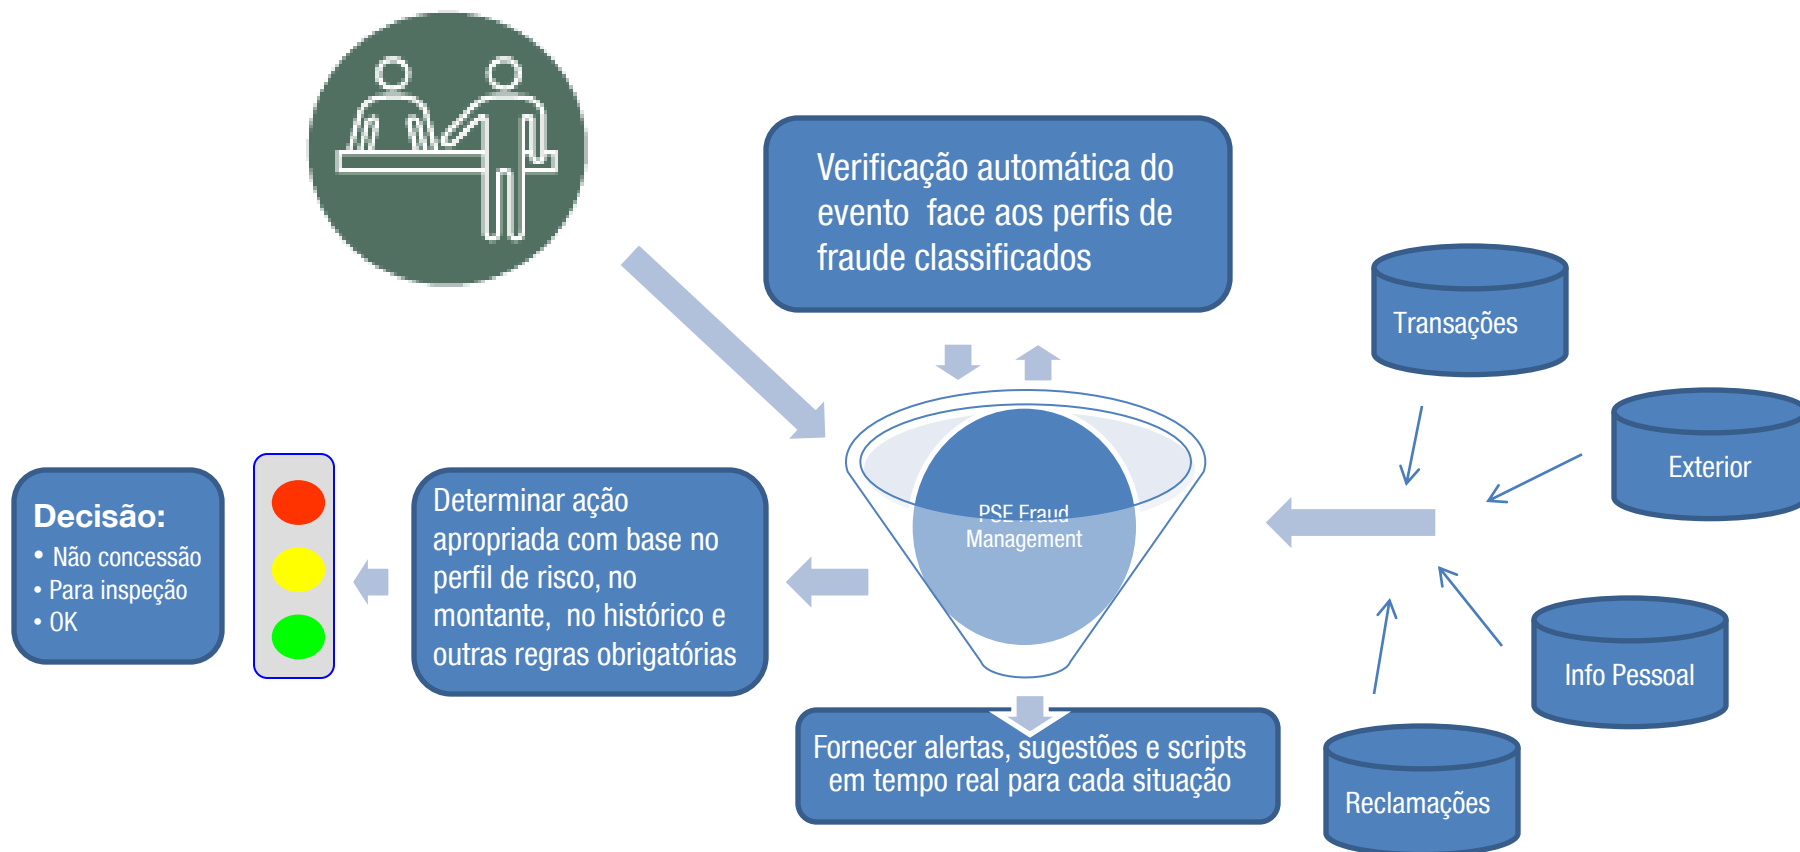 Verificação automática do
evento face aos perfis de
fraude classificados
Transações
Exterior
PSE Fraud
Management
Decisão:
• Não concessão
• Para inspeção
• OK
Determinar ação
apropriada com base no
perfil de risco, no
montante, no histórico e
outras regras obrigatórias
Info Pessoal
Fornecer alertas, sugestões e scripts
em tempo real para cada situação
Reclamações